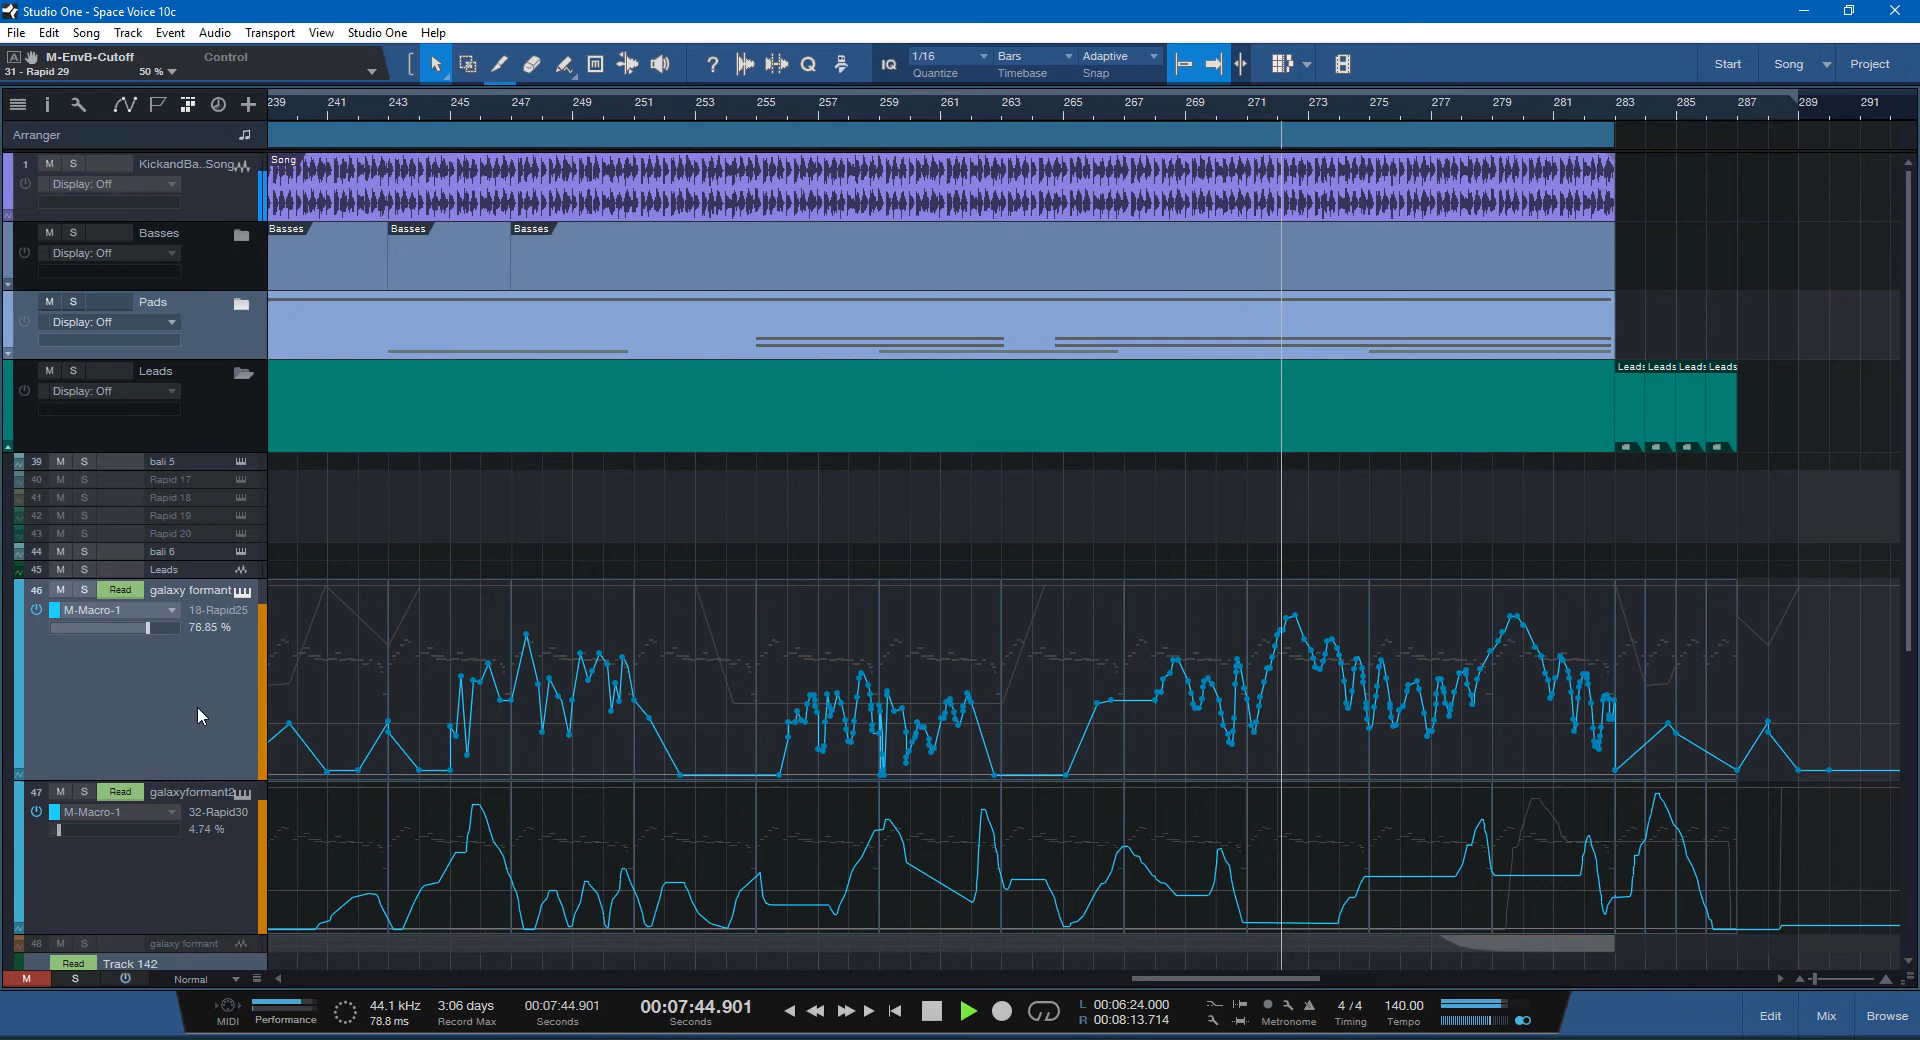 Studio One - Space Voice 10c
File Edit Song Track Event Audio Transport View Studio One Help
M-EnvB-Cutoff Control
31 - Rapid 29 50 %
IQ 1/16 Quantize Bars Timebase Adaptive Snap
Start Song Project
239 241 243 245 247 249 251 253 255 257 259 261 263 265 267 269 271 273 275 277 279 281 283 285 287 289 291
Arranger
1 M S KickandBa..Song
Display: Off
Song
M S Basses
Display: Off
Basses Basses Basses
M S Pads
Display: Off
M S Leads
Display: Off
Leads Leads Leads Leads
39 M S bali 5
40 M S Rapid 17
41 M S Rapid 18
42 M S Rapid 19
43 M S Rapid 20
44 M S bali 6
45 M S Leads
46 M S Read galaxy formant
M-Macro-1 18-Rapid25
76.85 %
47 M S Read galaxyformant2
M-Macro-1 32-Rapid30
4.74 %
48 M S galaxy formant
Read Track 142
M S Normal
MIDI Performance
44.1 kHz
78.8 ms
3:06 days
Record Max
00:07:44.901
Seconds
00:07:44.901
Seconds
L 00:06:24.000
R 00:08:13.714
Metronome
4 / 4
Timing
140.00
Tempo
Edit Mix Browse